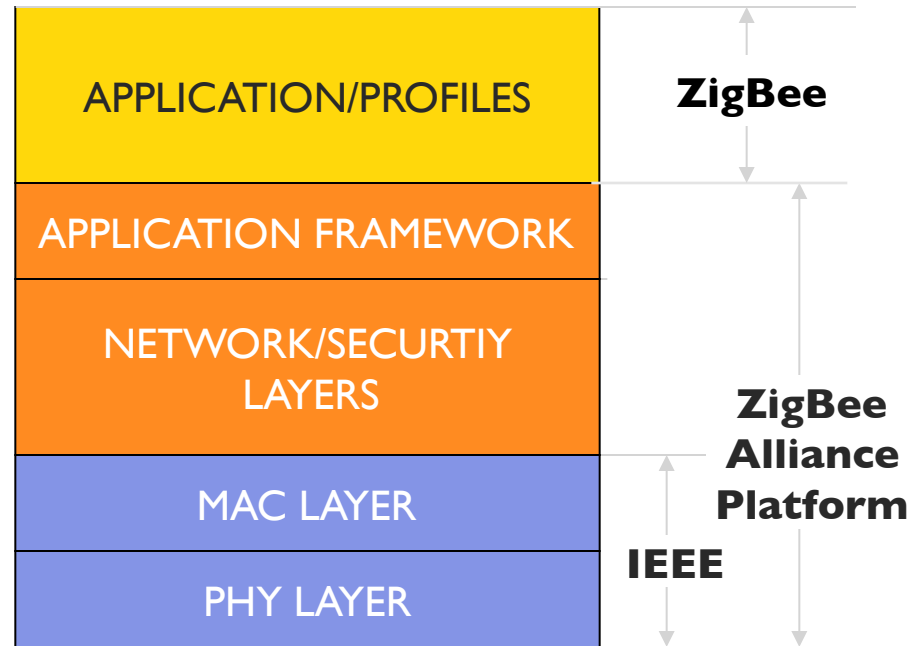 APPLICATION/PROFILES
ZigBee
APPLICATION FRAMEWORK
NETWORK/SECURTIY
LAYERS
ZigBee
Alliance
Platform
MAC LAYER
IEEE
PHY LAYER